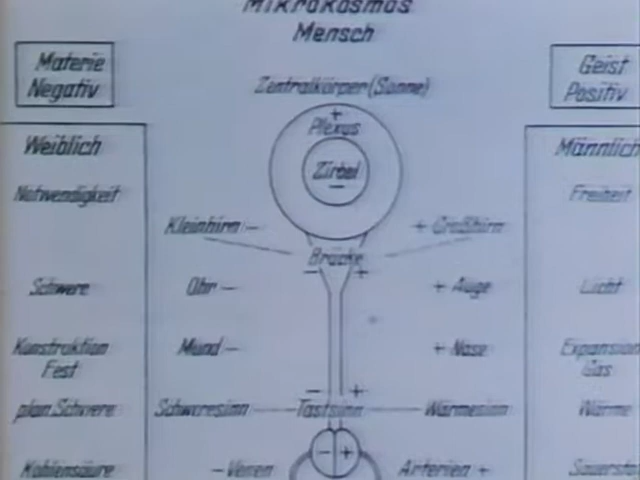 Mikrokosmos
Mensch
Materie
Negativ
Geist
Positiv
Zentralkörper (Sonne)
+
Plexus
Zirbel
−
Weiblich
Männlich
Notwendigkeit
Freiheit
Kleinhirn −
+ Großhirn
Brücke
− +
Schwere
Ohr −
+ Auge
Licht
Konstruktion
Fest
Mund −
+ Nase
Expansion
Gas
− +
plan.Schwere
Schweresinn
Tastsinn
Wärmesinn
Wärme
− +
Kohlensäure
− Venen
Arterien +
Sauersto